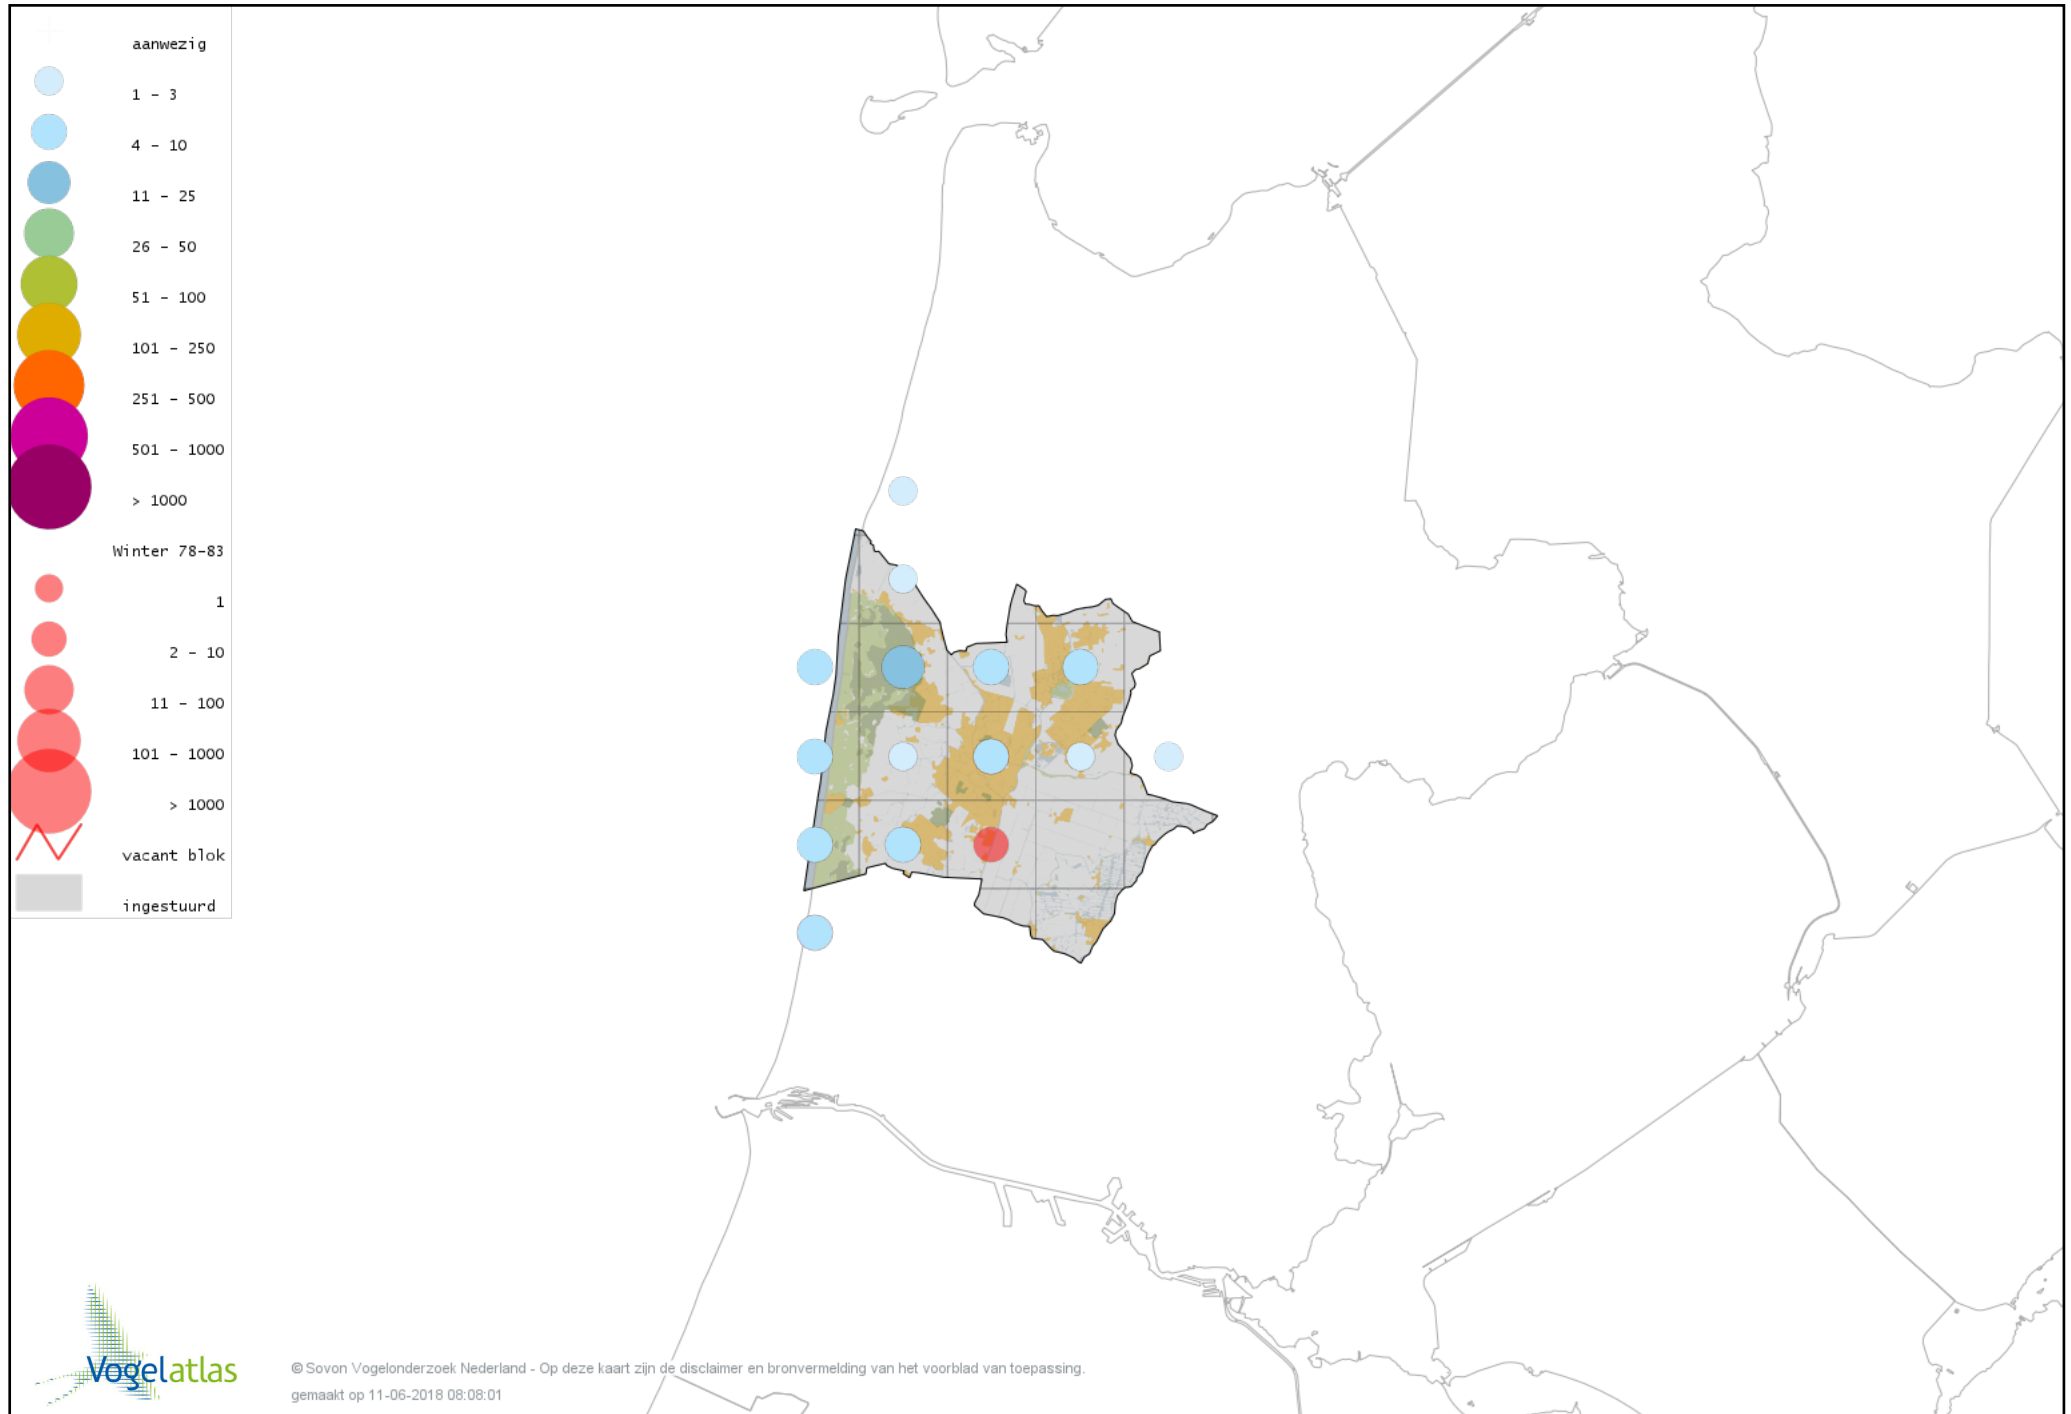 aanwezig
1 - 3
4 - 10
11 - 25
26 - 50
51 - 100
101 - 250
251 - 500
501 - 1000
> 1000
Winter 78-83
1
2 - 10
11 - 100
101 - 1000
> 1000
vacant blok
ingestuurd
Vogelatlas
© Sovon Vogelonderzoek Nederland - Op deze kaart zijn de disclaimer en bronvermelding van het voorblad van toepassing.
gemaakt op 11-06-2018 08:08:01